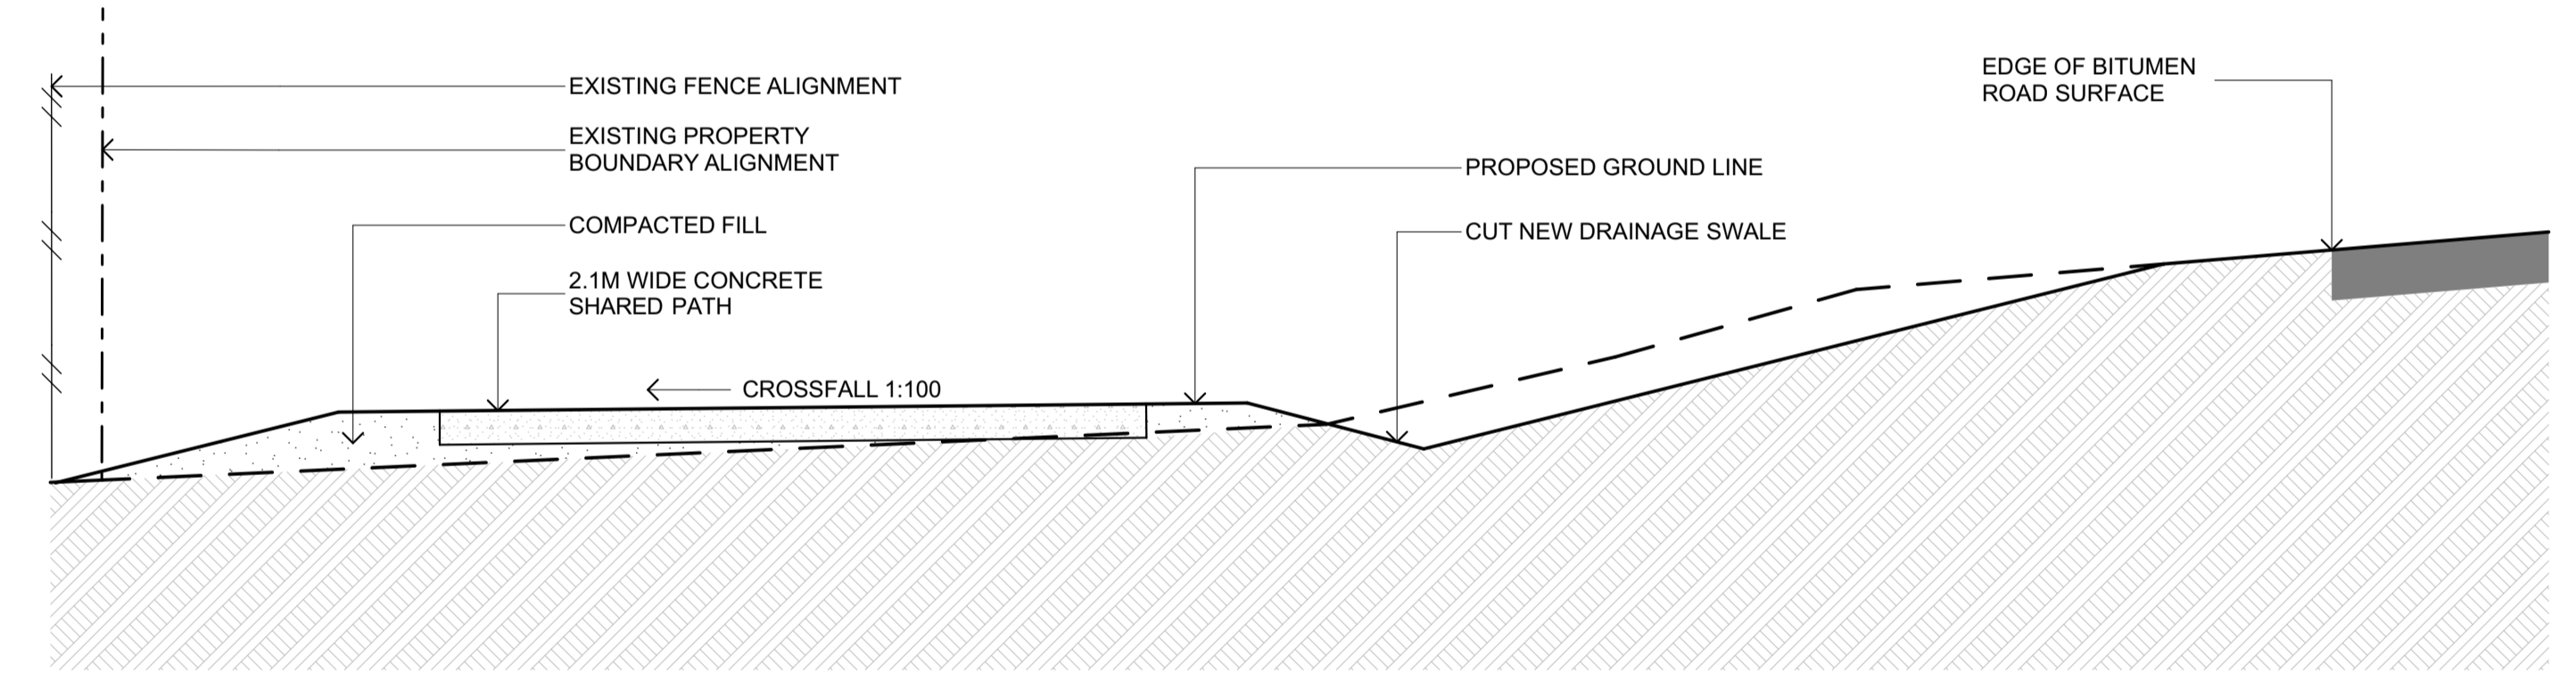 EXISTING FENCE ALIGNMENT
EXISTING PROPERTY
BOUNDARY ALIGNMENT
COMPACTED FILL
2.1M WIDE CONCRETE
SHARED PATH
CROSSFALL 1:100
PROPOSED GROUND LINE
CUT NEW DRAINAGE SWALE
EDGE OF BITUMEN
ROAD SURFACE